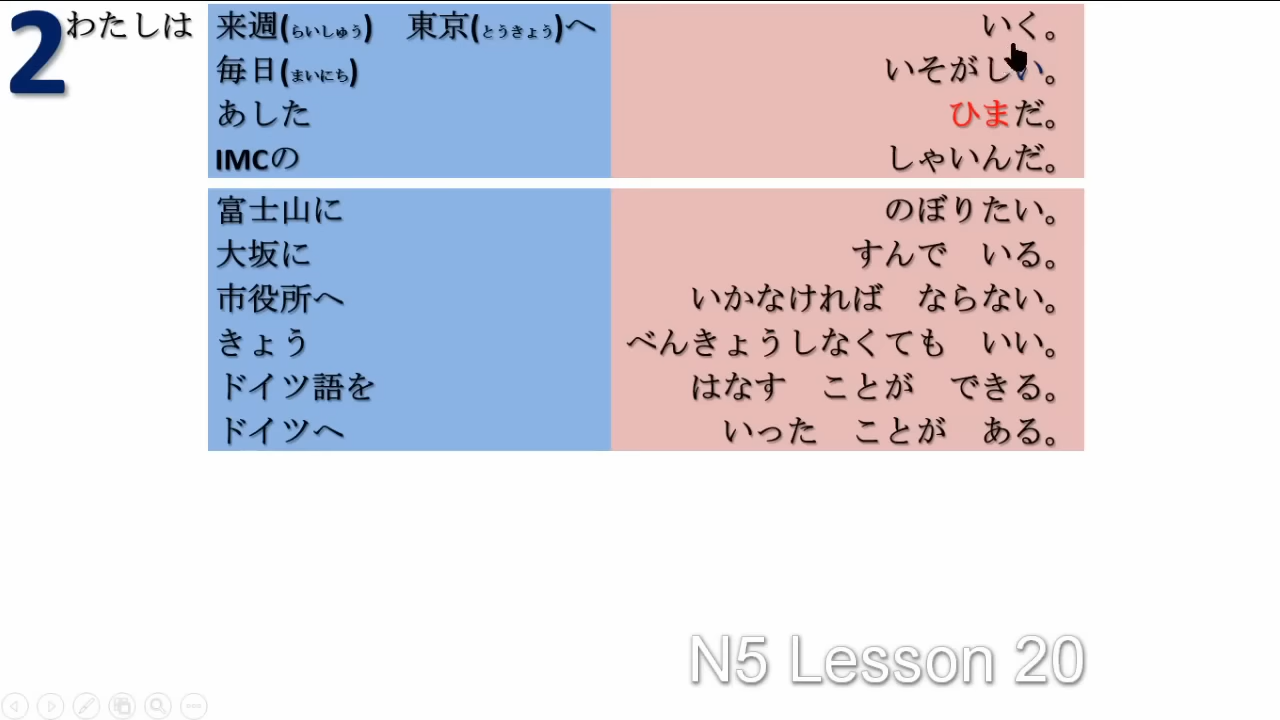 2 わたしは 来週(らいしゅう) 東京(とうきょう)へ いく。
毎日(まいにち) いそがしい。
あした ひまだ。
IMCの しゃいんだ。
富士山に のぼりたい。
大坂に すんで いる。
市役所へ いかなければ ならない。
きょう べんきょうしなくても いい。
ドイツ語を はなす ことが できる。
ドイツへ いった ことが ある。
N5 Lesson 20